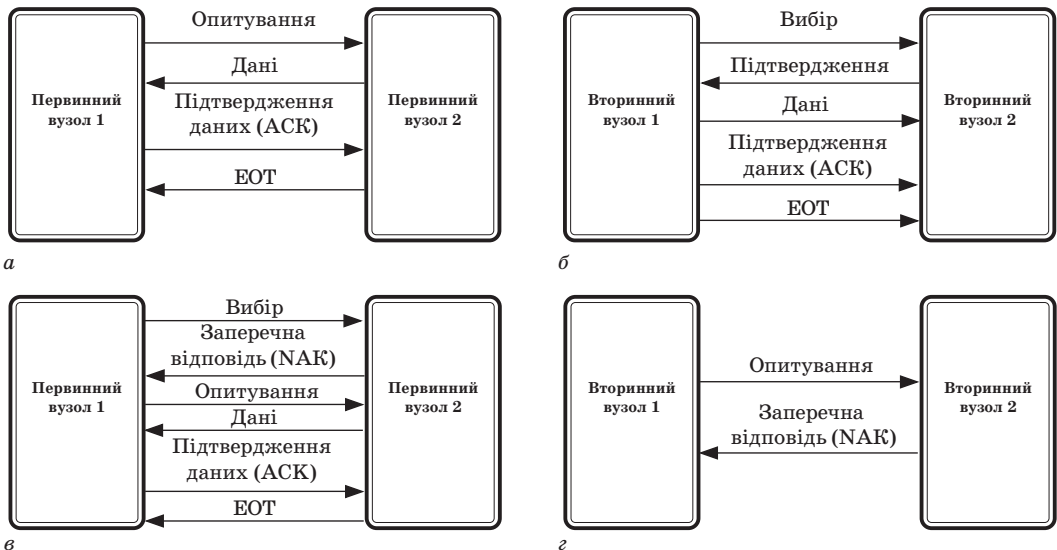 Первинний
вузол 1
Опитування
Дані
Підтвердження
даних (АСК)
ЕОТ
Первинний
вузол 2
а
Вторинний
вузол 1
Вибір
Підтвердження
Дані
Підтвердження
даних (АСК)
ЕОТ
Вторинний
вузол 2
б
Первинний
вузол 1
Вибір
Заперечна
відповідь (NАК)
Опитування
Дані
Підтвердження
даних (АСК)
ЕОТ
Первинний
вузол 2
в
Вторинний
вузол 1
Опитування
Заперечна
відповідь (NАК)
Вторинний
вузол 2
г